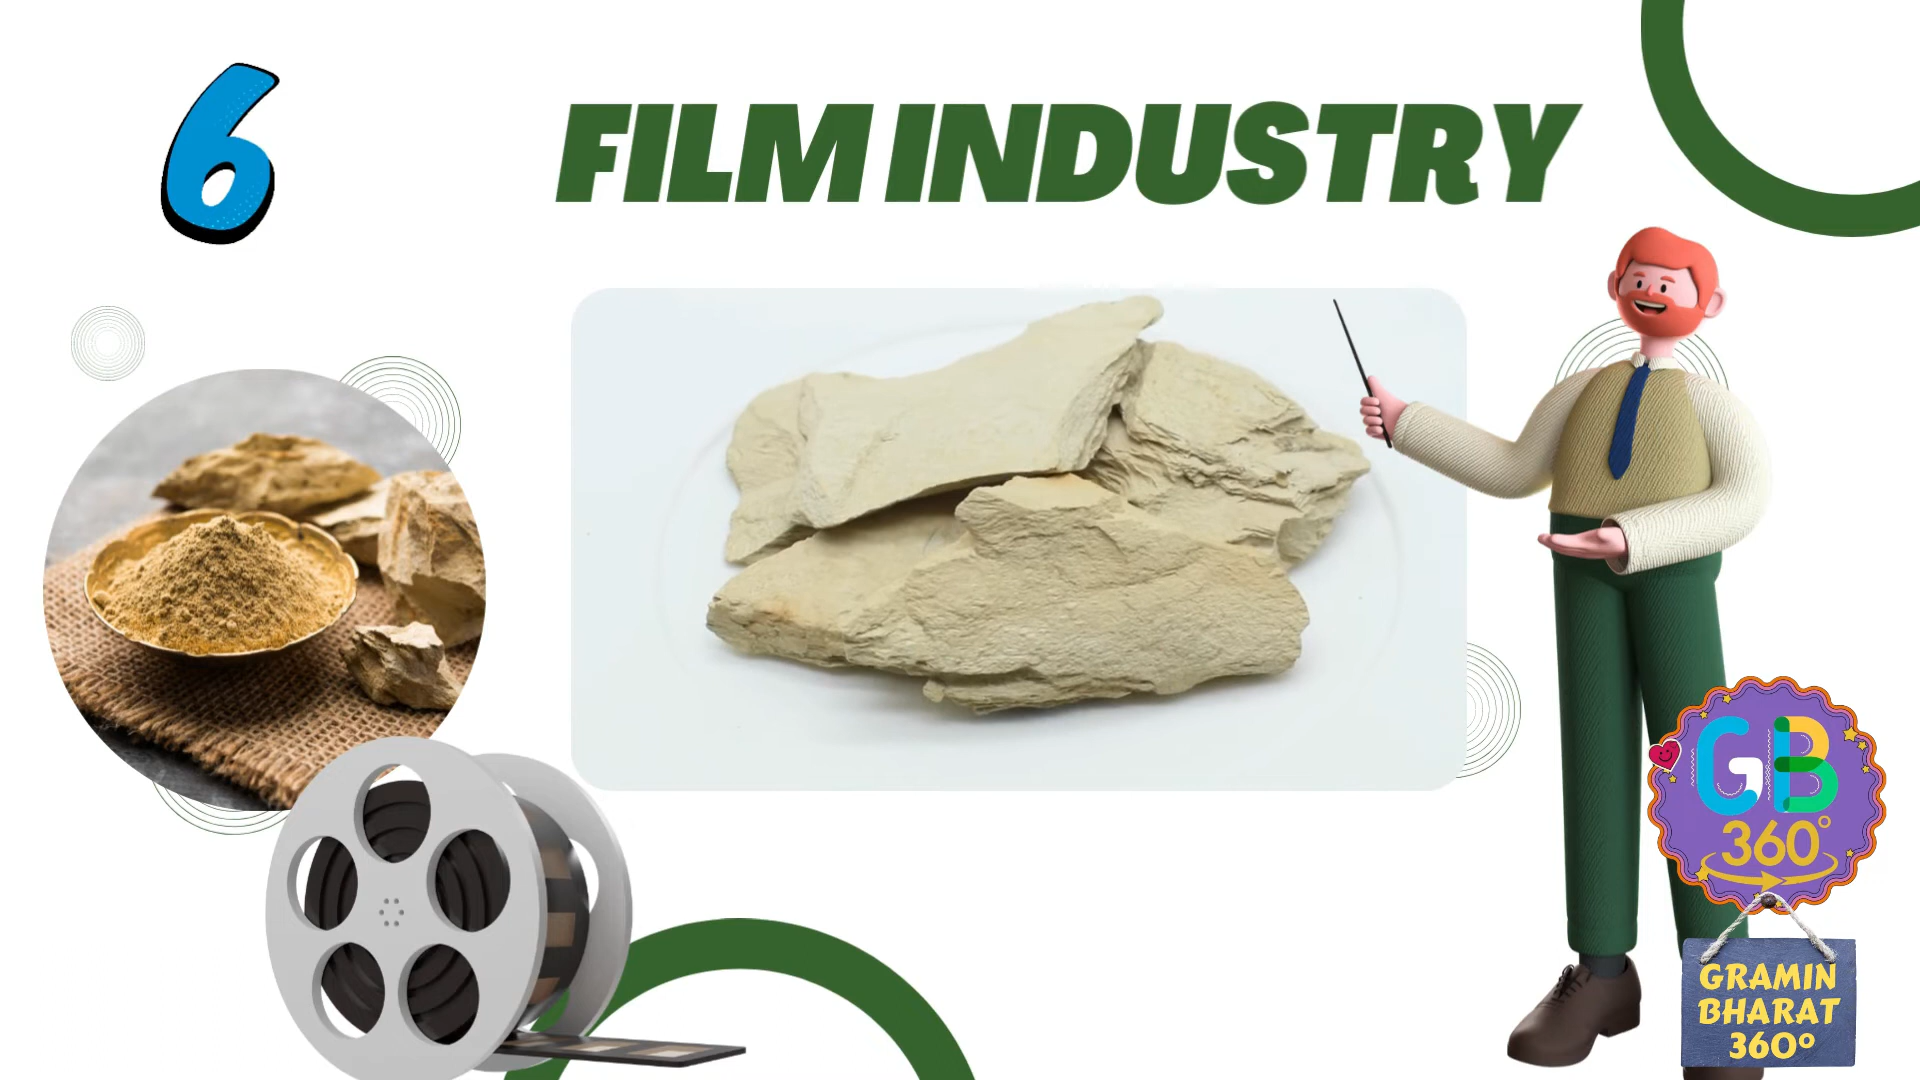 6
FILM INDUSTRY
GB
360°
GRAMIN
BHARAT
360°